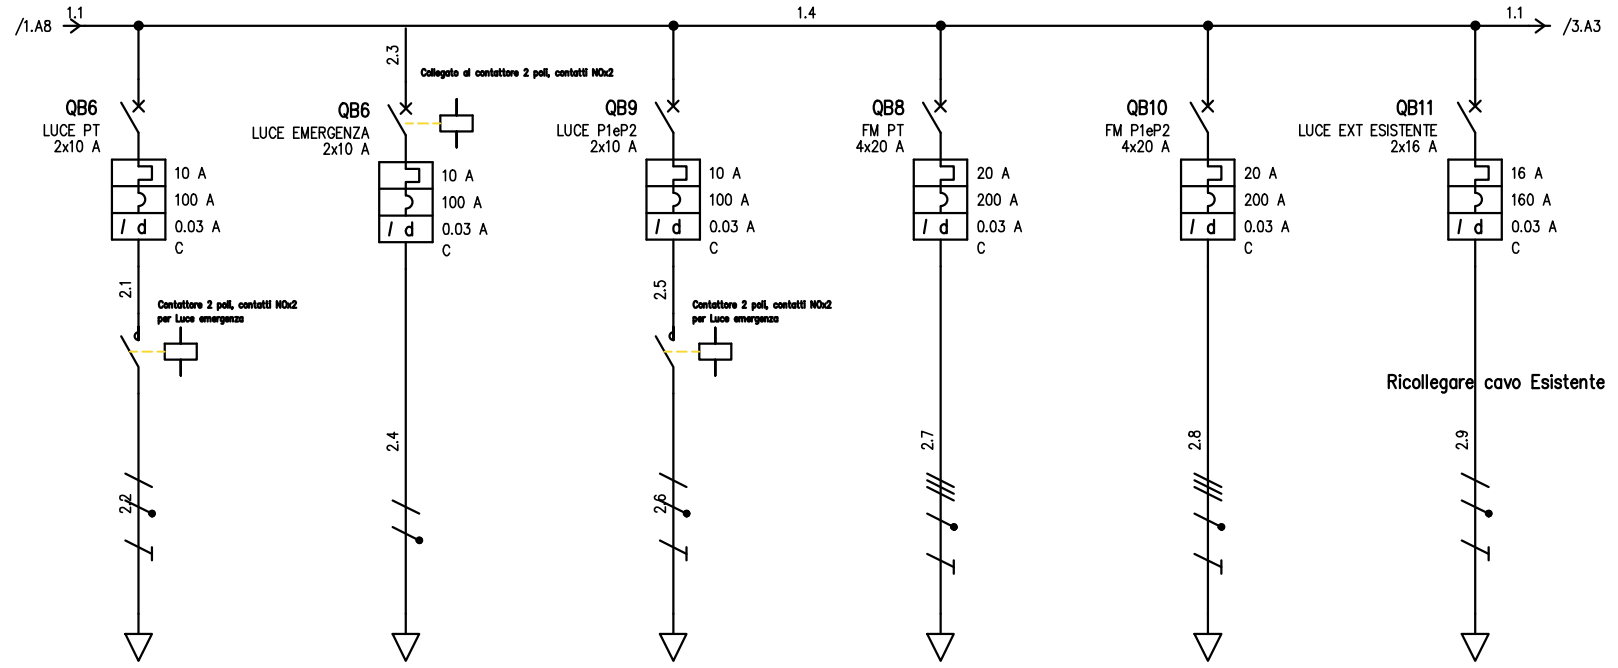 /1.A8
1.1
1.4
1.1
/3.A3
2.3
Collegato al contattore 2 poli, contatti NOx2
QB6
LUCE PT
2x10 A
10 A
100 A
I d
0.03 A
C
2.1
Contattore 2 poli, contatti NOx2
per Luce emergenza
2.2
QB6
LUCE EMERGENZA
2x10 A
10 A
100 A
I d
0.03 A
C
2.4
QB9
LUCE P1eP2
2x10 A
10 A
100 A
I d
0.03 A
C
2.5
Contattore 2 poli, contatti NOx2
per Luce emergenza
2.6
QB8
FM PT
4x20 A
20 A
200 A
I d
0.03 A
C
2.7
QB10
FM P1eP2
4x20 A
20 A
200 A
I d
0.03 A
C
2.8
QB11
LUCE EXT ESISTENTE
2x16 A
16 A
160 A
I d
0.03 A
C
Ricollegare cavo Esistente
2.9